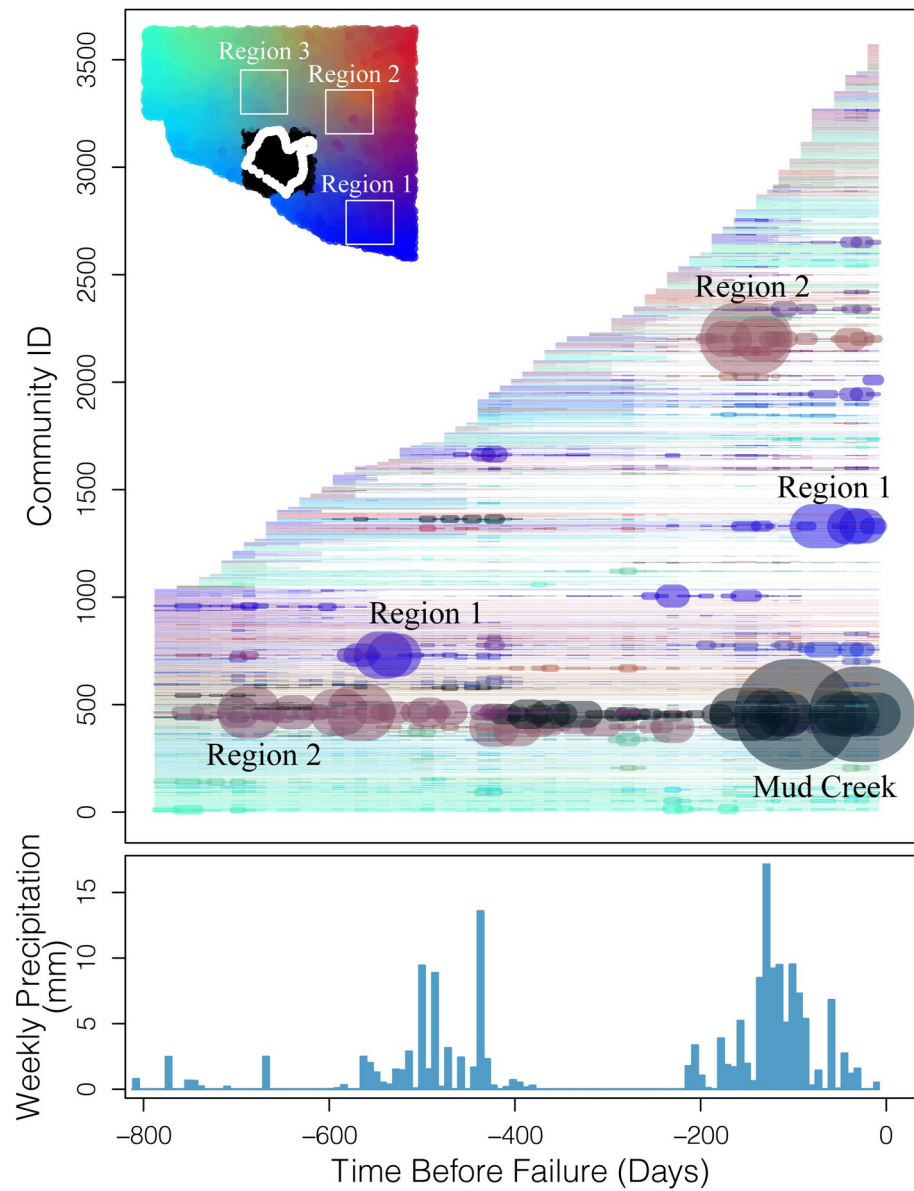 Region 3
Region 2
Region 1
Community ID
3500
3000
2500
2000
1500
1000
500
0
Region 2
Region 1
Region 1
Region 2
Mud Creek
Weekly Precipitation
(mm)
15
10
5
0
−800
−600
−400
−200
0
Time Before Failure (Days)